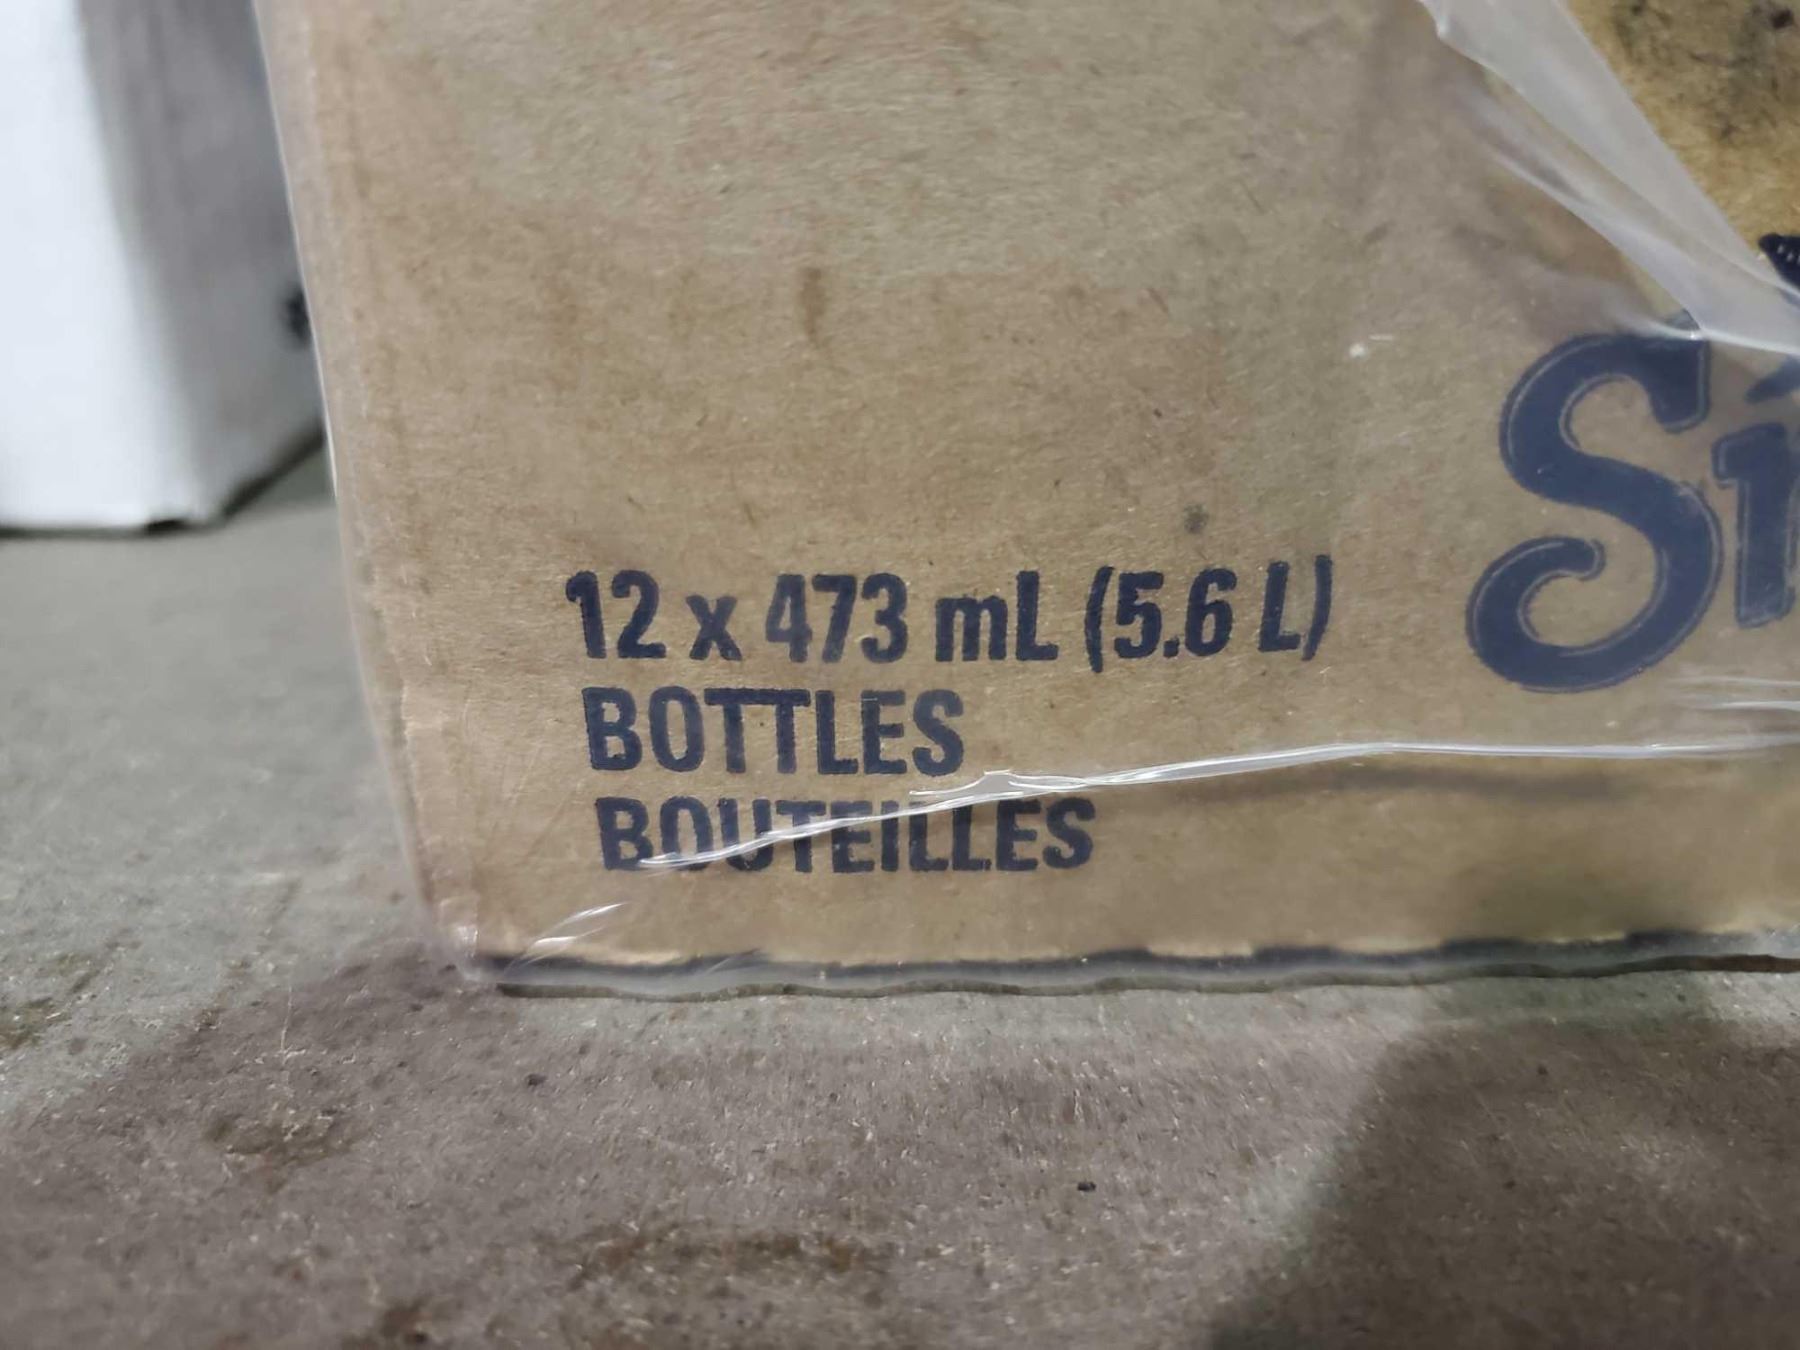 12 x 473 mL (5.6 L)
BOTTLES
BOUTEILLES